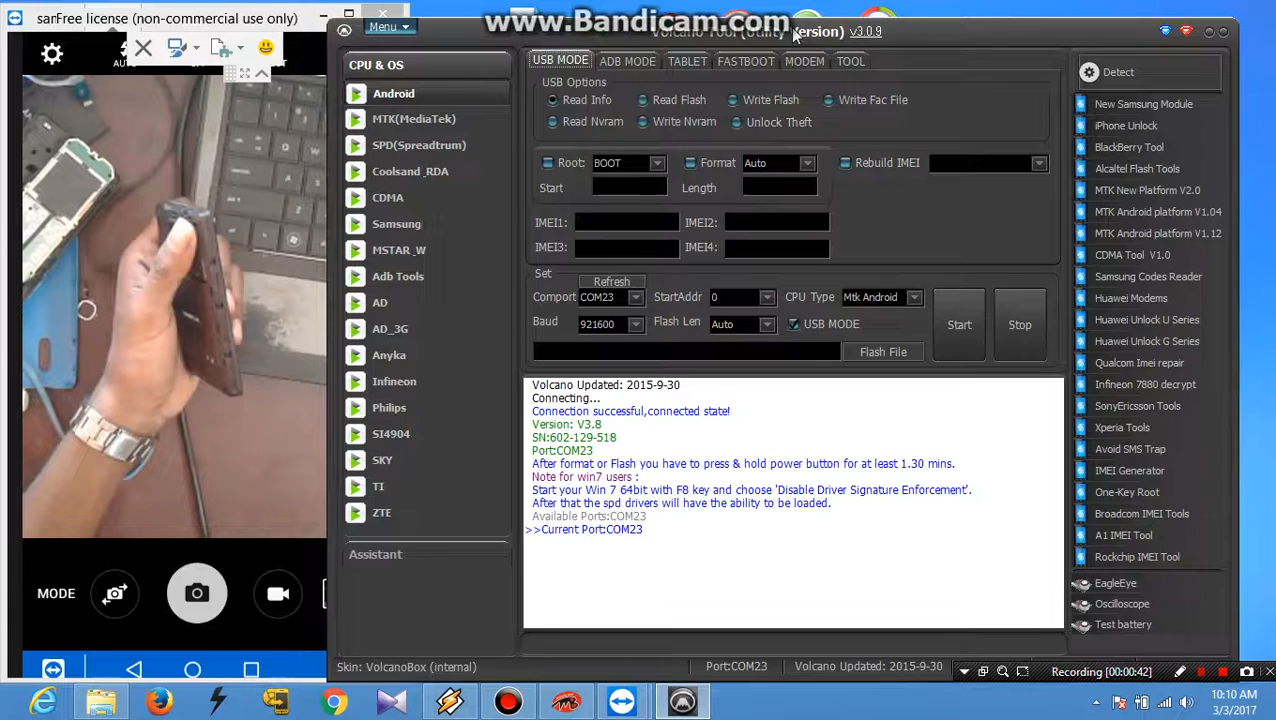 sarFree license (non-commercial use only)
www.Bandicam.com
Menu
Volcano Tool (Utility Version) v3.0.9
AUTO
CPU & OS
Android
MTK(MediaTek)
SPD(Spreadtrum)
Coolsand_RDA
CDMA
Samsung
MSTAR_W
Adb Tools
AD
AD_3G
Anyka
Infineon
Philips
SI4904
SKY
TI
ZTE
Assistant
USB MODE ADB MODE TABLET FASTBOOT MODEM TOOL
USB Options
Read Info Read Flash Write Flash Write Fac File
Read Nvram Write Nvram Unlock Theft
Root: BOOT Format Auto Rebuild IMEI
Start Length
IMEI1: IMEI2:
IMEI3: IMEI4:
Set
Refresh
Comport COM23 StartAddr 0 CPU Type Mtk Android
Baud 921600 Flash Len Auto USB MODE
Start Stop
Flash File
Volcano Updated: 2015-9-30
Connecting...
Connection successful,connected state!
Version: V3.8
SN:602-129-518
Port:COM23
After format or Flash you have to press & hold power button for at least 1.30 mins.
Note for win7 users :
Start your Win 7 64bit with F8 key and choose 'Disable Driver Signature Enforcement'.
After that the spd drivers will have the ability to be loaded.
Available Ports:COM23
>>Current Port:COM23
Detect
New Samsung Module
iPhone Unlock
BlackBerry Tool
Alcaltel Flash Tools
MTK New Platform V2.0
MTK Android platform V1.04
MTK Android platform V1.12
CDMA Tool V1.0
Samsung Codes Reader
Huawei Modems
Huawei Unlock U Series
Huawei Unlock G Series
Qualcom Imei repair
Infineon 7880 decrypt
SonyEricsson Tools
Xperia Tools
Avoid SMS Trap
IMEI Generator
One-Key Root
Broadcom IMEI Tools
A1 IMEI Tool
Rockchip IMEI Tool
EagleEye
Oscilloscope
Test battery
MODE
Skin: VolcanoBox (internal) Port:COM23 Volcano Updated: 2015-9-30
Recording [00:00:42]
10:10 AM
3/3/2017